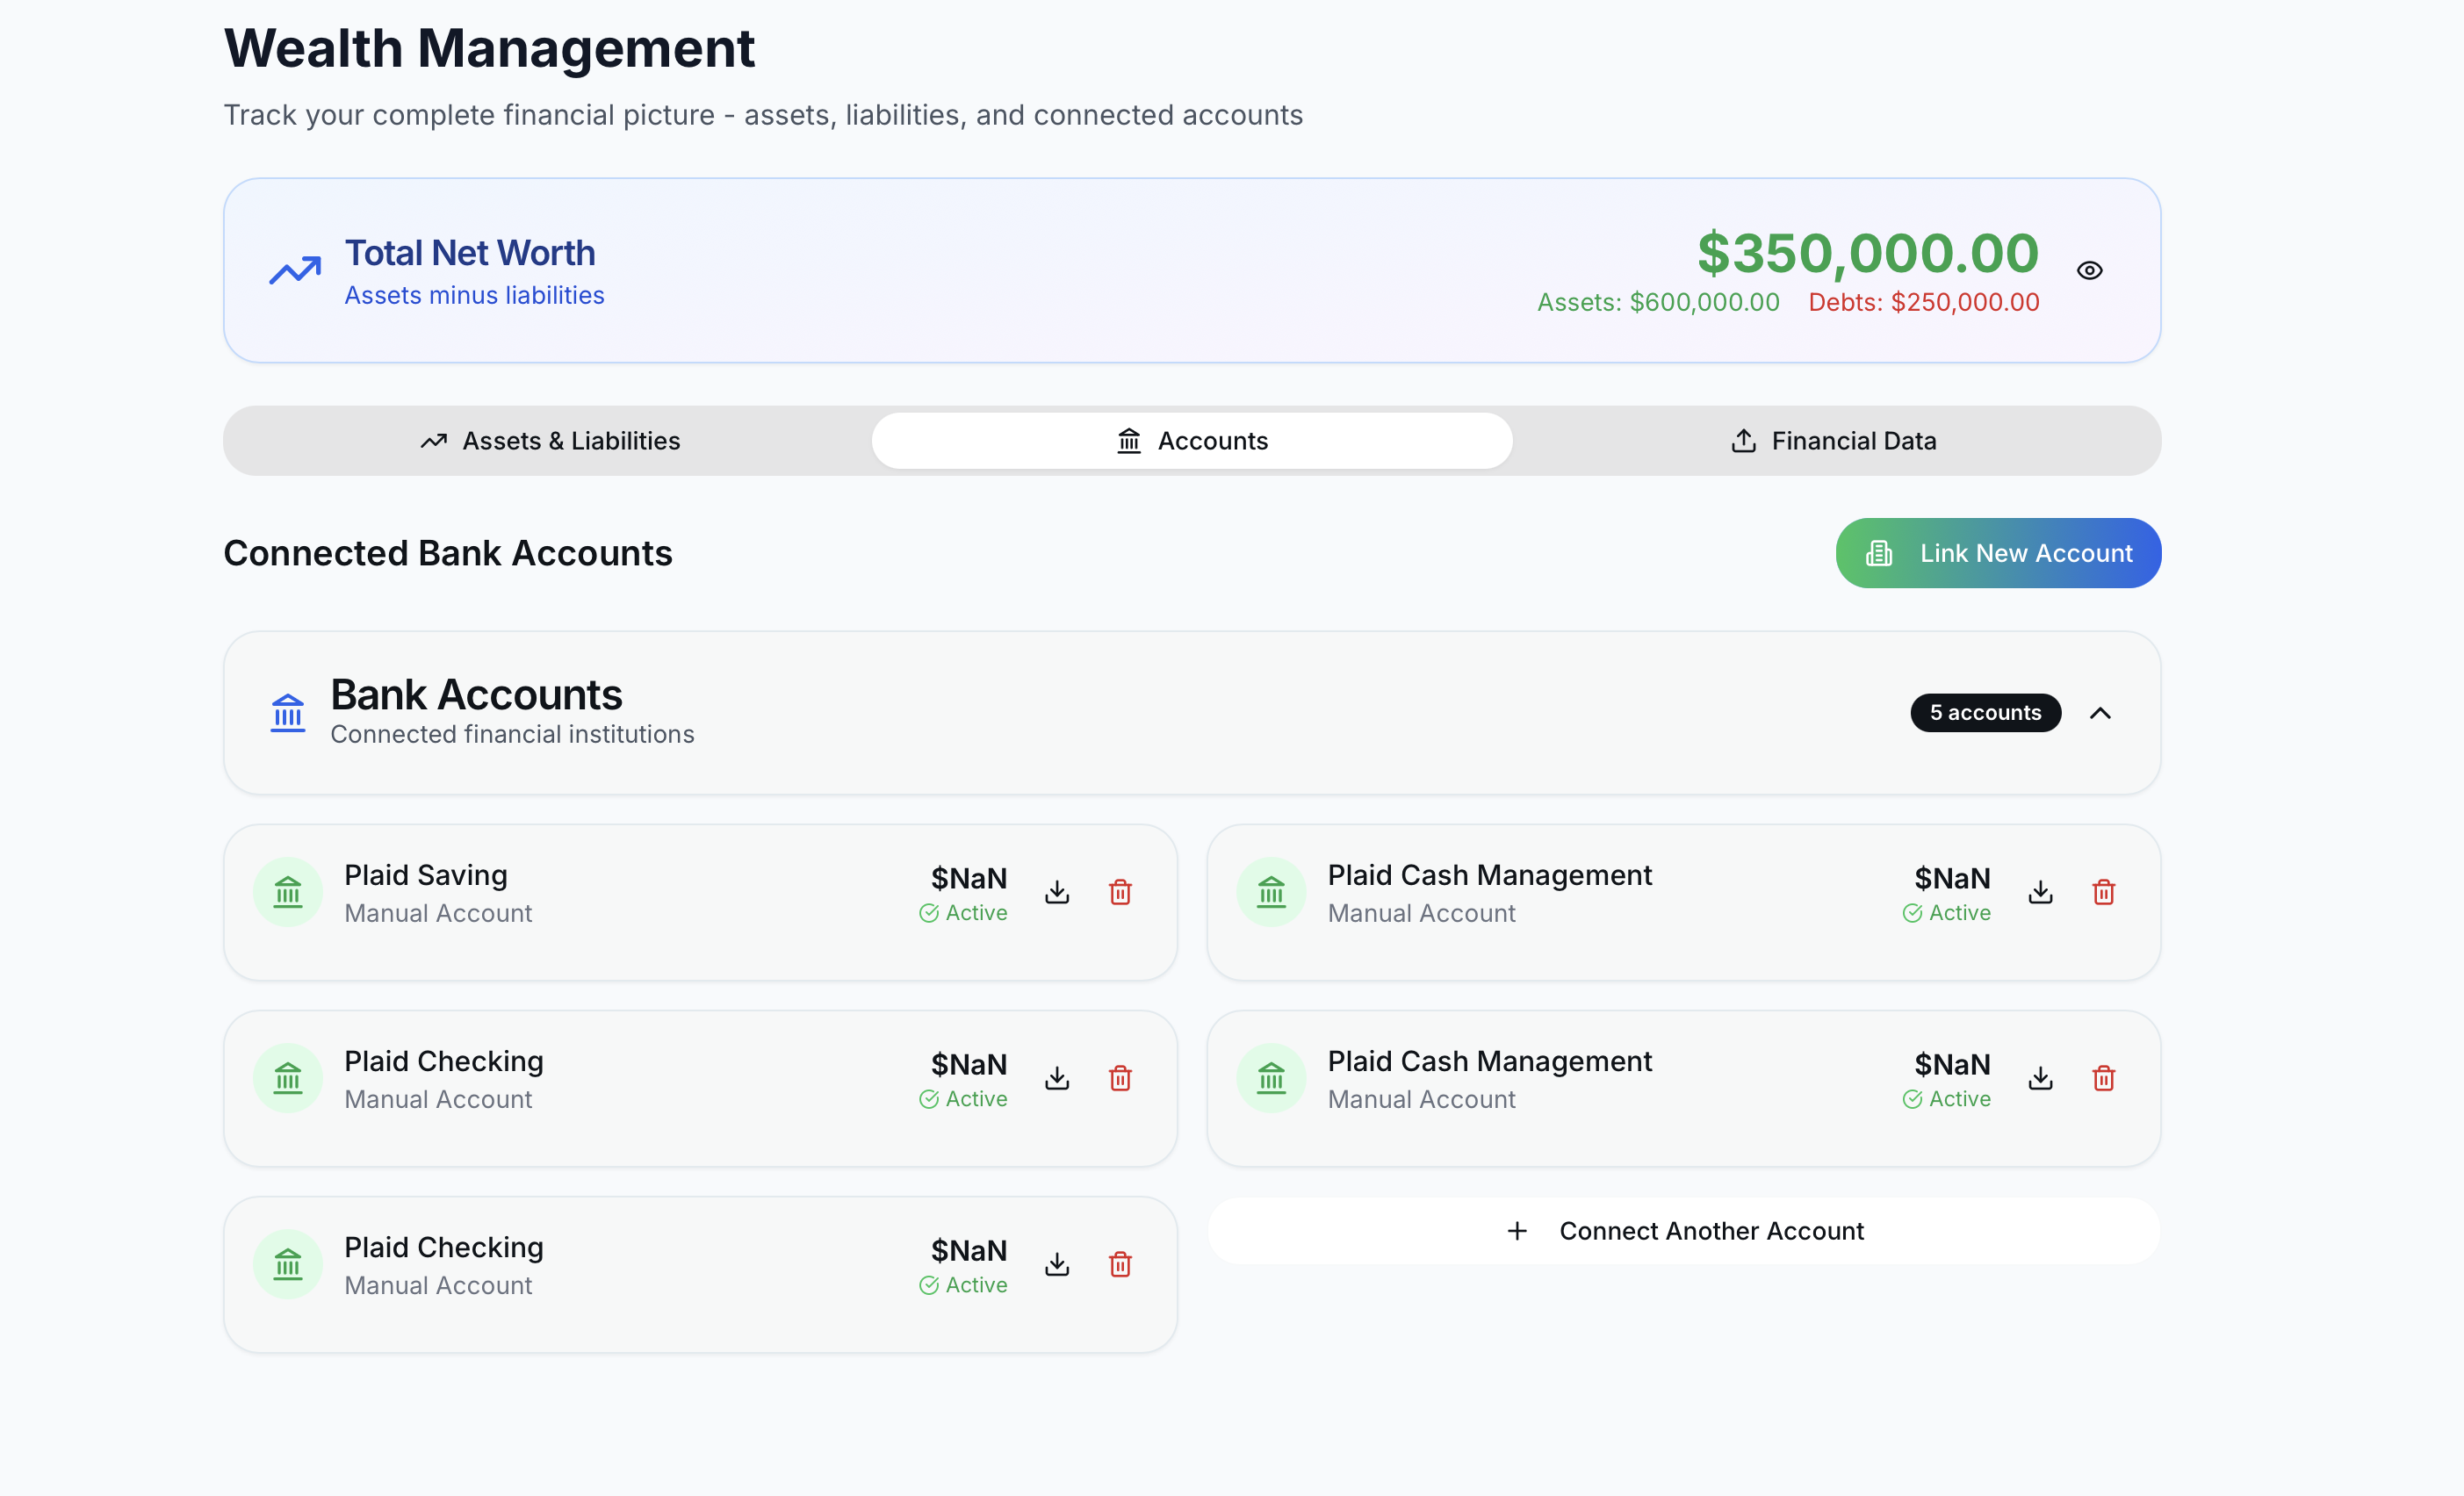 Wealth Management
Track your complete financial picture - assets, liabilities, and connected accounts
Total Net Worth
Assets minus liabilities
$350,000.00
Assets: $600,000.00 Debts: $250,000.00
Assets & Liabilities
Accounts
Financial Data
Connected Bank Accounts
Link New Account
Bank Accounts
Connected financial institutions
5 accounts
Plaid Saving
Manual Account
$NaN
Active
Plaid Cash Management
Manual Account
$NaN
Active
Plaid Checking
Manual Account
$NaN
Active
Plaid Cash Management
Manual Account
$NaN
Active
Plaid Checking
Manual Account
$NaN
Active
Connect Another Account